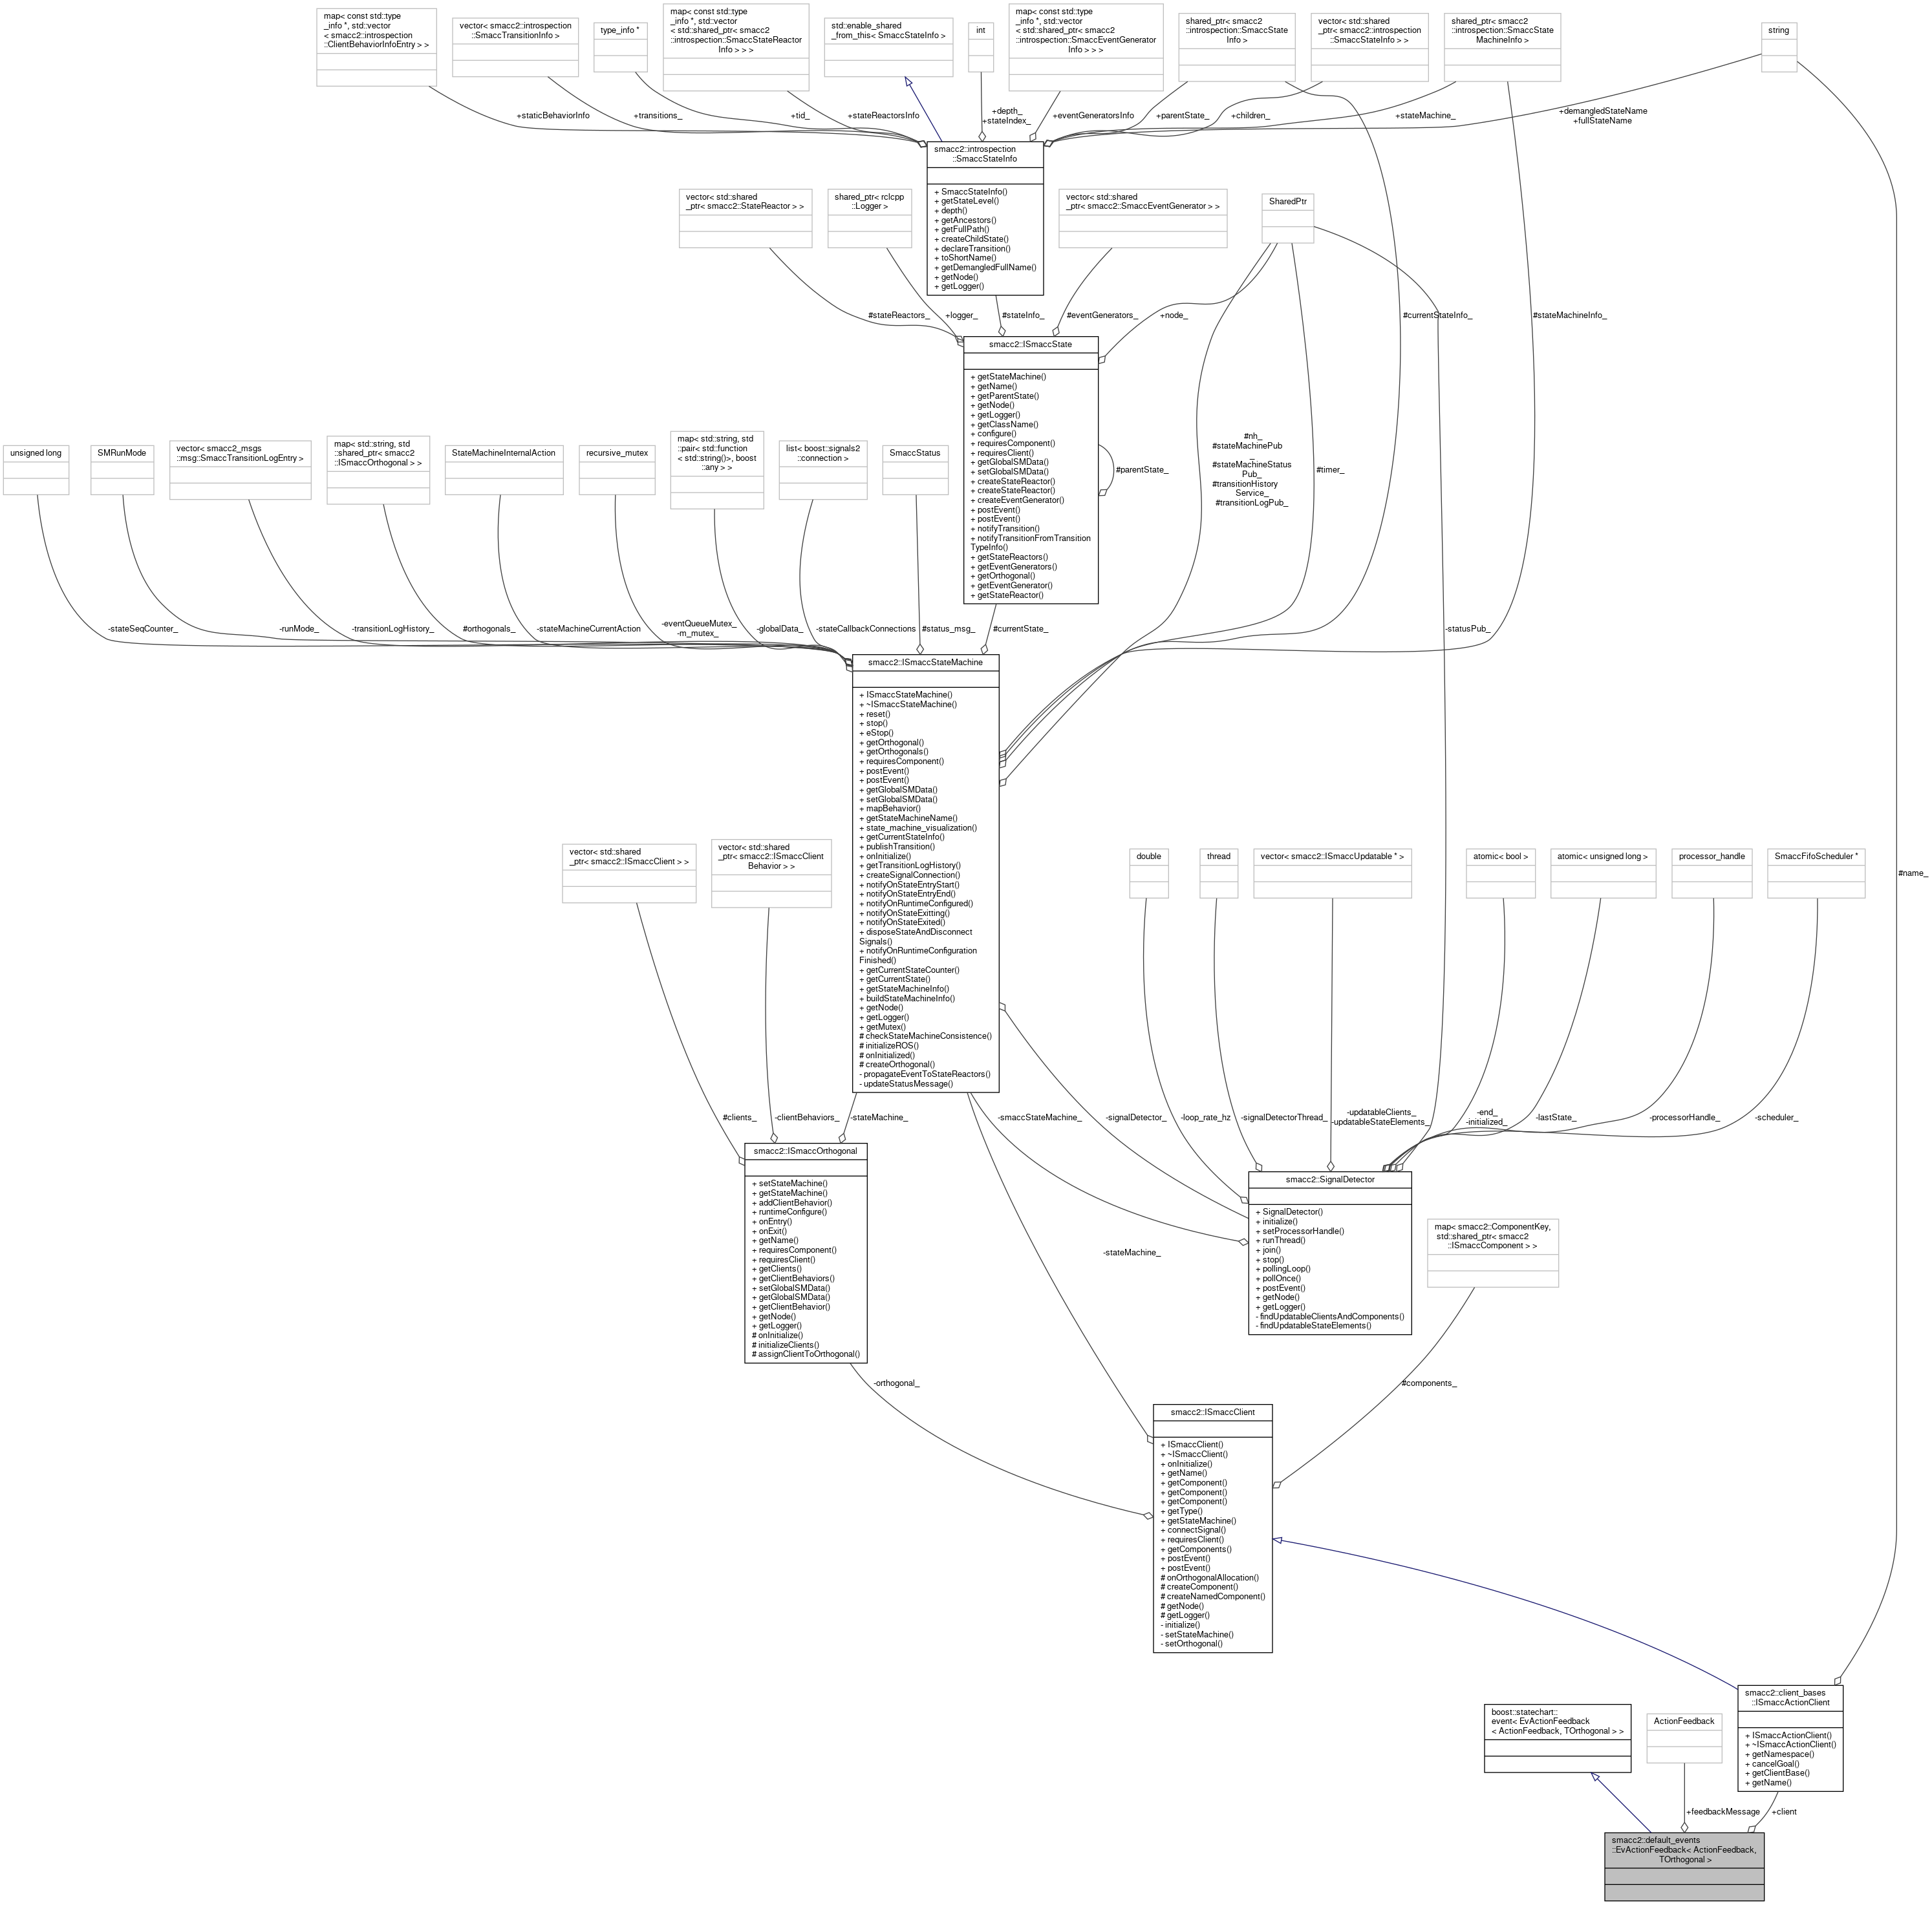 map< const std::type
_info *, std::vector
< smacc2::introspection
::ClientBehaviorInfoEntry > >
vector< smacc2::introspection
::SmaccTransitionInfo >
type_info *
map< const std::type
_info *, std::vector
< std::shared_ptr< smacc2
::introspection::SmaccStateReactor
Info > > >
std::enable_shared
_from_this< SmaccStateInfo >
int
map< const std::type
_info *, std::vector
< std::shared_ptr< smacc2
::introspection::SmaccEventGenerator
Info > > >
shared_ptr< smacc2
::introspection::SmaccState
Info >
vector< std::shared
_ptr< smacc2::introspection
::SmaccStateInfo > >
shared_ptr< smacc2
::introspection::SmaccState
MachineInfo >
string
+staticBehaviorInfo
+transitions_
+tid_
+stateReactorsInfo
+depth_
+stateIndex_
+eventGeneratorsInfo
+parentState_
+children_
+stateMachine_
+demangledStateName
+fullStateName
smacc2::introspection
::SmaccStateInfo
+ SmaccStateInfo()
+ getStateLevel()
+ depth()
+ getAncestors()
+ getFullPath()
+ createChildState()
+ declareTransition()
+ toShortName()
+ getDemangledFullName()
+ getNode()
+ getLogger()
vector< std::shared
_ptr< smacc2::StateReactor > >
shared_ptr< rclcpp
::Logger >
vector< std::shared
_ptr< smacc2::SmaccEventGenerator > >
SharedPtr
#stateReactors_
+logger_
#stateInfo_
#eventGenerators_
+node_
#currentStateInfo_
#stateMachineInfo_
smacc2::ISmaccState
+ getStateMachine()
+ getName()
+ getParentState()
+ getNode()
+ getLogger()
+ getClassName()
+ configure()
+ requiresComponent()
+ requiresClient()
+ getGlobalSMData()
+ setGlobalSMData()
+ createStateReactor()
+ createStateReactor()
+ createEventGenerator()
+ postEvent()
+ postEvent()
+ notifyTransition()
+ notifyTransitionFromTransition
TypeInfo()
+ getStateReactors()
+ getEventGenerators()
+ getOrthogonal()
+ getEventGenerator()
+ getStateReactor()
#parentState_
#nh_
#stateMachinePub
_
#stateMachineStatus
Pub_
#transitionHistory
Service_
#transitionLogPub_
#timer_
unsigned long
SMRunMode
vector< smacc2_msgs
::msg::SmaccTransitionLogEntry >
map< std::string, std
::shared_ptr< smacc2
::ISmaccOrthogonal > >
StateMachineInternalAction
recursive_mutex
map< std::string, std
::pair< std::function
< std::string()>, boost
::any > >
list< boost::signals2
::connection >
SmaccStatus
-stateSeqCounter_
-runMode_
-transitionLogHistory_
#orthogonals_
-stateMachineCurrentAction
-eventQueueMutex_
-m_mutex_
-globalData_
-stateCallbackConnections
#status_msg_
#currentState_
-statusPub_
smacc2::ISmaccStateMachine
+ ISmaccStateMachine()
+ ~ISmaccStateMachine()
+ reset()
+ stop()
+ eStop()
+ getOrthogonal()
+ getOrthogonals()
+ requiresComponent()
+ postEvent()
+ postEvent()
+ getGlobalSMData()
+ setGlobalSMData()
+ mapBehavior()
+ getStateMachineName()
+ state_machine_visualization()
+ getCurrentStateInfo()
+ publishTransition()
+ onInitialize()
+ getTransitionLogHistory()
+ createSignalConnection()
+ notifyOnStateEntryStart()
+ notifyOnStateEntryEnd()
+ notifyOnRuntimeConfigured()
+ notifyOnStateExitting()
+ notifyOnStateExited()
+ disposeStateAndDisconnect
Signals()
+ notifyOnRuntimeConfiguration
Finished()
+ getCurrentStateCounter()
+ getCurrentState()
+ getStateMachineInfo()
+ buildStateMachineInfo()
+ getNode()
+ getLogger()
+ getMutex()
# checkStateMachineConsistence()
# initializeROS()
# onInitialized()
# createOrthogonal()
- propagateEventToStateReactors()
- updateStatusMessage()
vector< std::shared
_ptr< smacc2::ISmaccClient > >
vector< std::shared
_ptr< smacc2::ISmaccClient
Behavior > >
double
thread
vector< smacc2::ISmaccUpdatable * >
atomic< bool >
atomic< unsigned long >
processor_handle
SmaccFifoScheduler *
#name_
#clients_
-clientBehaviors_
-stateMachine_
-smaccStateMachine_
-signalDetector_
-loop_rate_hz
-signalDetectorThread_
-updatableClients_
-updatableStateElements_
-end_
-initialized_
-lastState_
-processorHandle_
-scheduler_
smacc2::ISmaccOrthogonal
+ setStateMachine()
+ getStateMachine()
+ addClientBehavior()
+ runtimeConfigure()
+ onEntry()
+ onExit()
+ getName()
+ requiresComponent()
+ requiresClient()
+ getClients()
+ getClientBehaviors()
+ setGlobalSMData()
+ getGlobalSMData()
+ getClientBehavior()
+ getNode()
+ getLogger()
# onInitialize()
# initializeClients()
# assignClientToOrthogonal()
smacc2::SignalDetector
+ SignalDetector()
+ initialize()
+ setProcessorHandle()
+ runThread()
+ join()
+ stop()
+ pollingLoop()
+ pollOnce()
+ postEvent()
+ getNode()
+ getLogger()
- findUpdatableClientsAndComponents()
- findUpdatableStateElements()
map< smacc2::ComponentKey,
std::shared_ptr< smacc2
::ISmaccComponent > >
-stateMachine_
-orthogonal_
#components_
smacc2::ISmaccClient
+ ISmaccClient()
+ ~ISmaccClient()
+ onInitialize()
+ getName()
+ getComponent()
+ getComponent()
+ getComponent()
+ getType()
+ getStateMachine()
+ connectSignal()
+ requiresClient()
+ getComponents()
+ postEvent()
+ postEvent()
# onOrthogonalAllocation()
# createComponent()
# createNamedComponent()
# getNode()
# getLogger()
- initialize()
- setStateMachine()
- setOrthogonal()
smacc2::client_bases
::ISmaccActionClient
+ ISmaccActionClient()
+ ~ISmaccActionClient()
+ getNamespace()
+ cancelGoal()
+ getClientBase()
+ getName()
boost::statechart::
event< EvActionFeedback
< ActionFeedback, TOrthogonal > >
ActionFeedback
+feedbackMessage
+client
smacc2::default_events
::EvActionFeedback< ActionFeedback,
TOrthogonal >